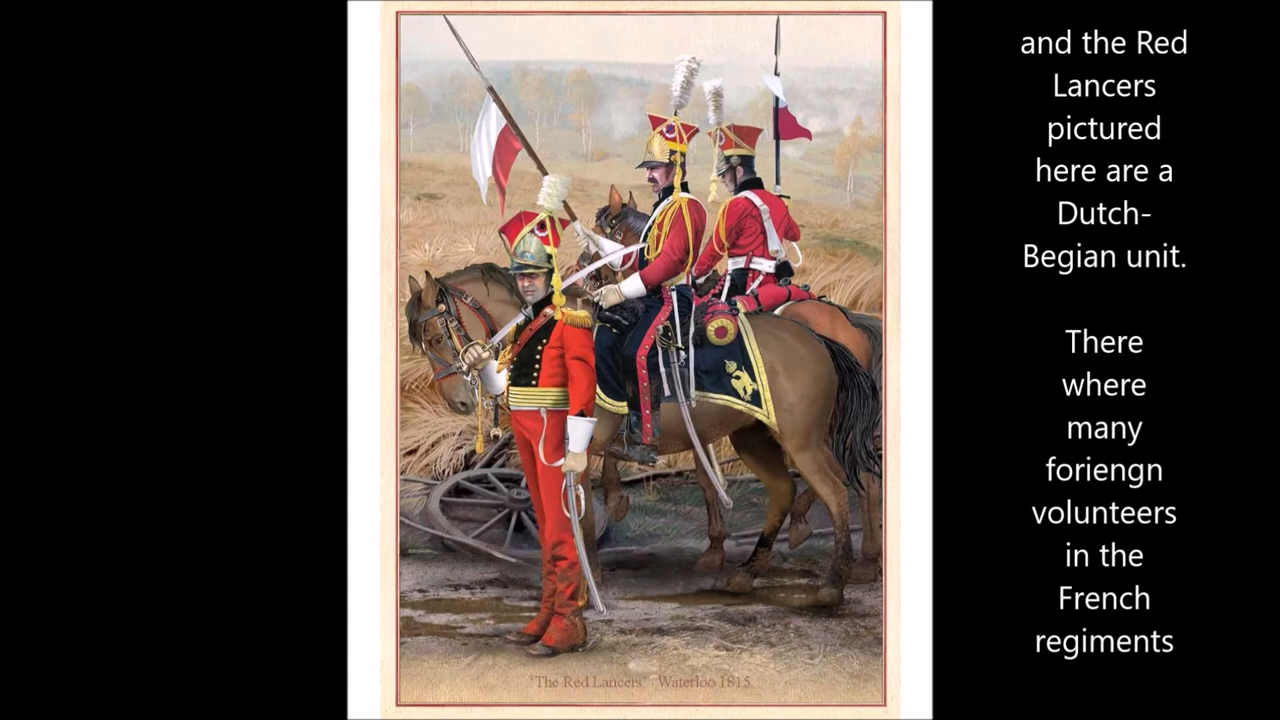 and the Red
Lancers
pictured
here are a
Dutch-
Begian unit.
There
where
many
foriengn
volunteers
in the
French
regiments
'The Red Lancers' Waterloo 1815